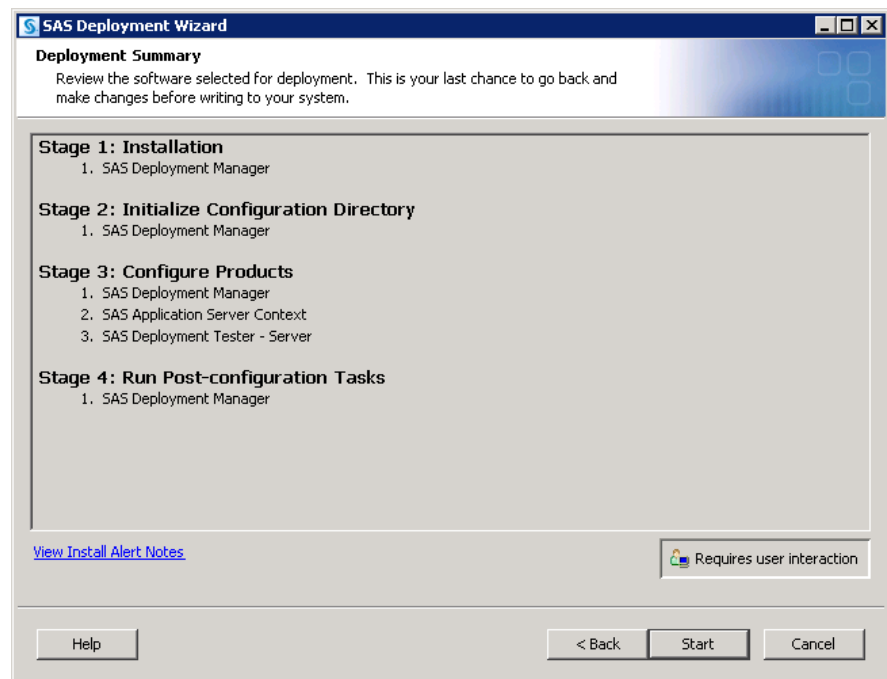 SAS Deployment Wizard
Deployment Summary
Review the software selected for deployment. This is your last chance to go back and
make changes before writing to your system.
Stage 1: Installation
1. SAS Deployment Manager
Stage 2: Initialize Configuration Directory
1. SAS Deployment Manager
Stage 3: Configure Products
1. SAS Deployment Manager
2. SAS Application Server Context
3. SAS Deployment Tester - Server
Stage 4: Run Post-configuration Tasks
1. SAS Deployment Manager
View Install Alert Notes
Requires user interaction
Help
< Back
Start
Cancel